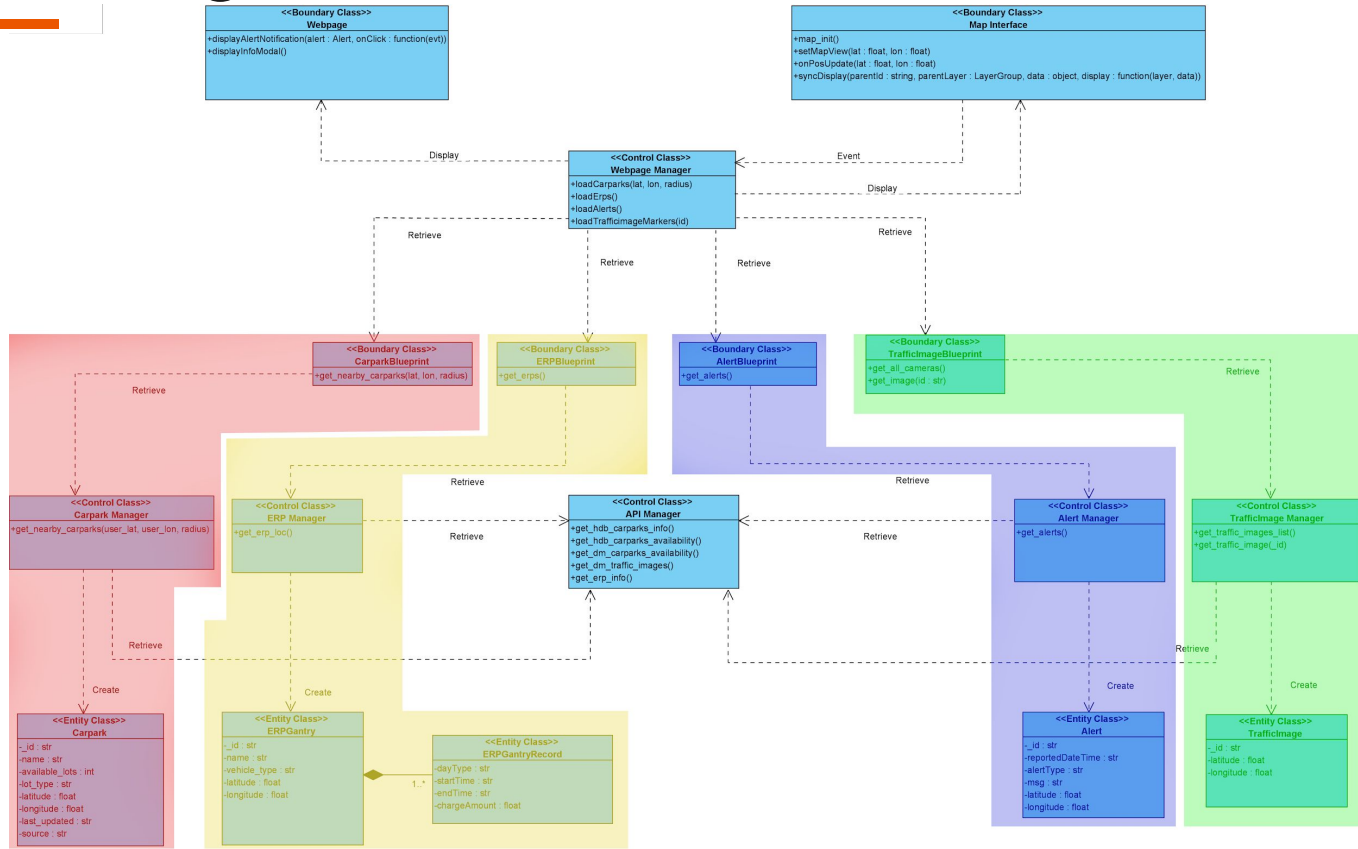 <<Boundary Class>>
Webpage
+displayAlertNotification(alert : Alert, onClick : function(evt))
+displayInfoModal()
<<Boundary Class>>
Map Interface
+map_init()
+setMapView(lat : float, lon : float)
+onPosUpdate(lat : float, lon : float)
+syncDisplay(parentId : string, parentLayer : LayerGroup, data : object, display : function(layer, data))
Display
Event
Display
<<Control Class>>
Webpage Manager
+loadCarparks(lat, lon, radius)
+loadErps()
+loadAlerts()
+loadTrafficimageMarkers(id)
Retrieve
Retrieve
Retrieve
Retrieve
<<Boundary Class>>
CarparkBlueprint
+get_nearby_carparks(lat, lon, radius)
<<Boundary Class>>
ERPBlueprint
+get_erps()
<<Boundary Class>>
AlertBlueprint
+get_alerts()
<<Boundary Class>>
TrafficImageBlueprint
+get_all_cameras()
+get_image(id : str)
Retrieve
Retrieve
Retrieve
Retrieve
<<Control Class>>
Carpark Manager
+get_nearby_carparks(user_lat, user_lon, radius)
<<Control Class>>
ERP Manager
+get_erp_loc()
Retrieve
<<Control Class>>
API Manager
+get_hdb_carparks_info()
+get_hdb_carparks_availability()
+get_dm_carparks_availability()
+get_dm_traffic_images()
+get_erp_info()
Retrieve
<<Control Class>>
Alert Manager
+get_alerts()
<<Control Class>>
TrafficImage Manager
+get_traffic_images_list()
+get_traffic_image(_id)
Retrieve
Retrieve
Create
Create
Create
Create
<<Entity Class>>
Carpark
-_id : str
-name : str
-available_lots : int
-lot_type : str
-latitude : float
-longitude : float
-last_updated : str
-source : str
<<Entity Class>>
ERPGantry
-_id : str
-name : str
-vehicle_type : str
-latitude : float
-longitude : float
1..*
<<Entity Class>>
ERPGantryRecord
-dayType : str
-startTime : str
-endTime : str
-chargeAmount : float
<<Entity Class>>
Alert
-_id : str
-reportedDateTime : str
-alertType : str
-msg : str
-latitude : float
-longitude : float
<<Entity Class>>
TrafficImage
-_id : str
-latitude : float
-longitude : float